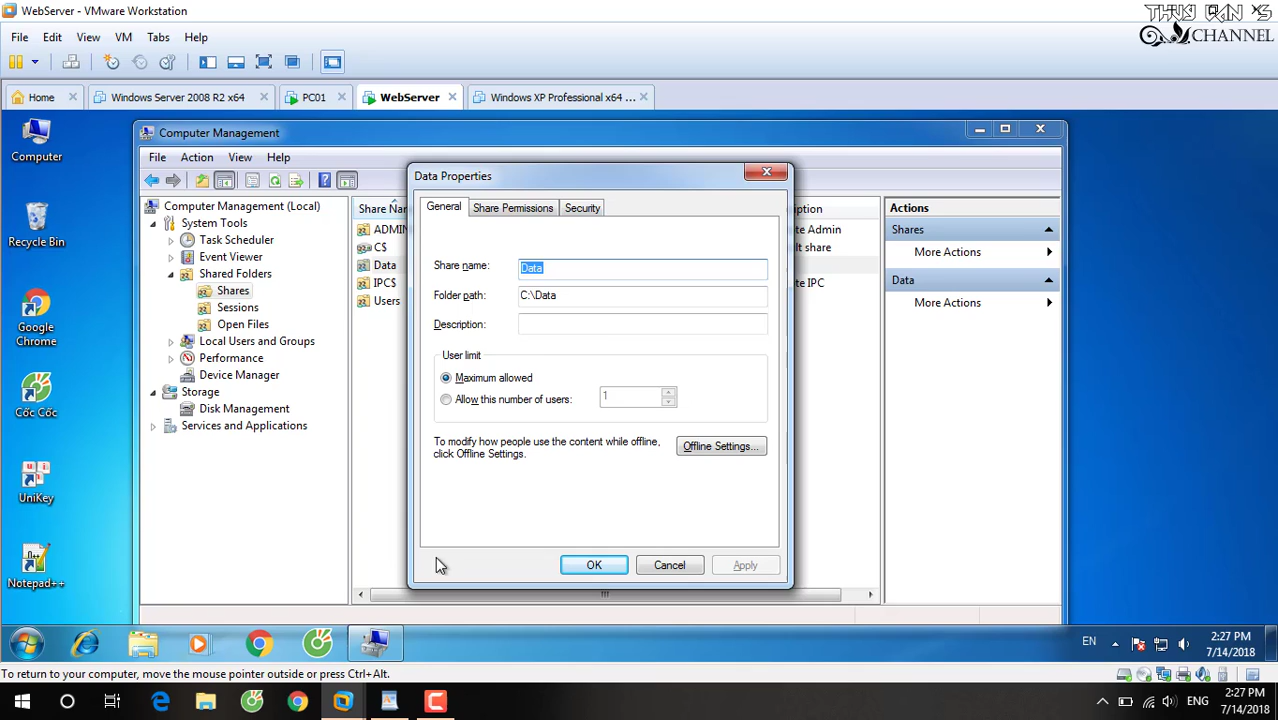 WebServer - VMware Workstation
THUY VAN'S
CHANNEL
File Edit View VM Tabs Help
Home Windows Server 2008 R2 x64 PC01 WebServer Windows XP Professional x64 ...
Computer
Recycle Bin
Google
Chrome
Cốc Cốc
UniKey
Notepad++
Computer Management
File Action View Help
Computer Management (Local)
System Tools
Task Scheduler
Event Viewer
Shared Folders
Shares
Sessions
Open Files
Local Users and Groups
Performance
Device Manager
Storage
Disk Management
Services and Applications
Share Nar
ADMIN
C$
Data
IPC$
Users
Data Properties
General Share Permissions Security
Share name: Data
Folder path: C:\Data
Description:
User limit
Maximum allowed
Allow this number of users: 1
To modify how people use the content while offline,
click Offline Settings.
Offline Settings...
OK Cancel Apply
ription
te Admin
lt share
te IPC
Actions
Shares
More Actions
Data
More Actions
EN
2:27 PM
7/14/2018
To return to your computer, move the mouse pointer outside or press Ctrl+Alt.
ENG
2:27 PM
7/14/2018